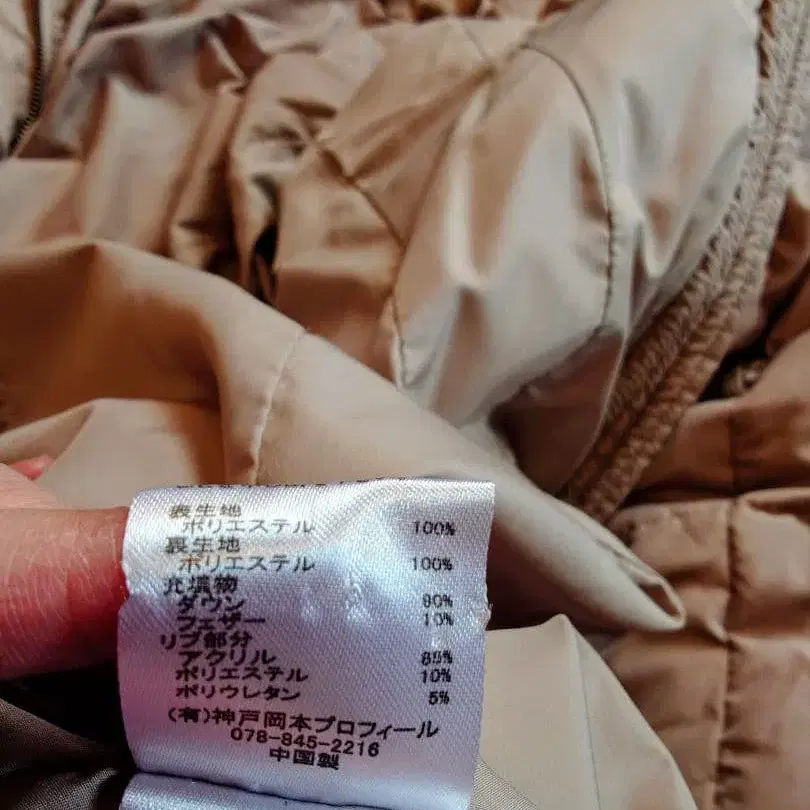 表生地
ポリエステル 100%
裏生地
ポリエステル 100%
充填物
ダウン 90%
フェザー 10%
リブ部分
アクリル 85%
ポリエステル 10%
ポリウレタン 5%
(有)神戸岡本プロフィール
078-845-2216
中国製